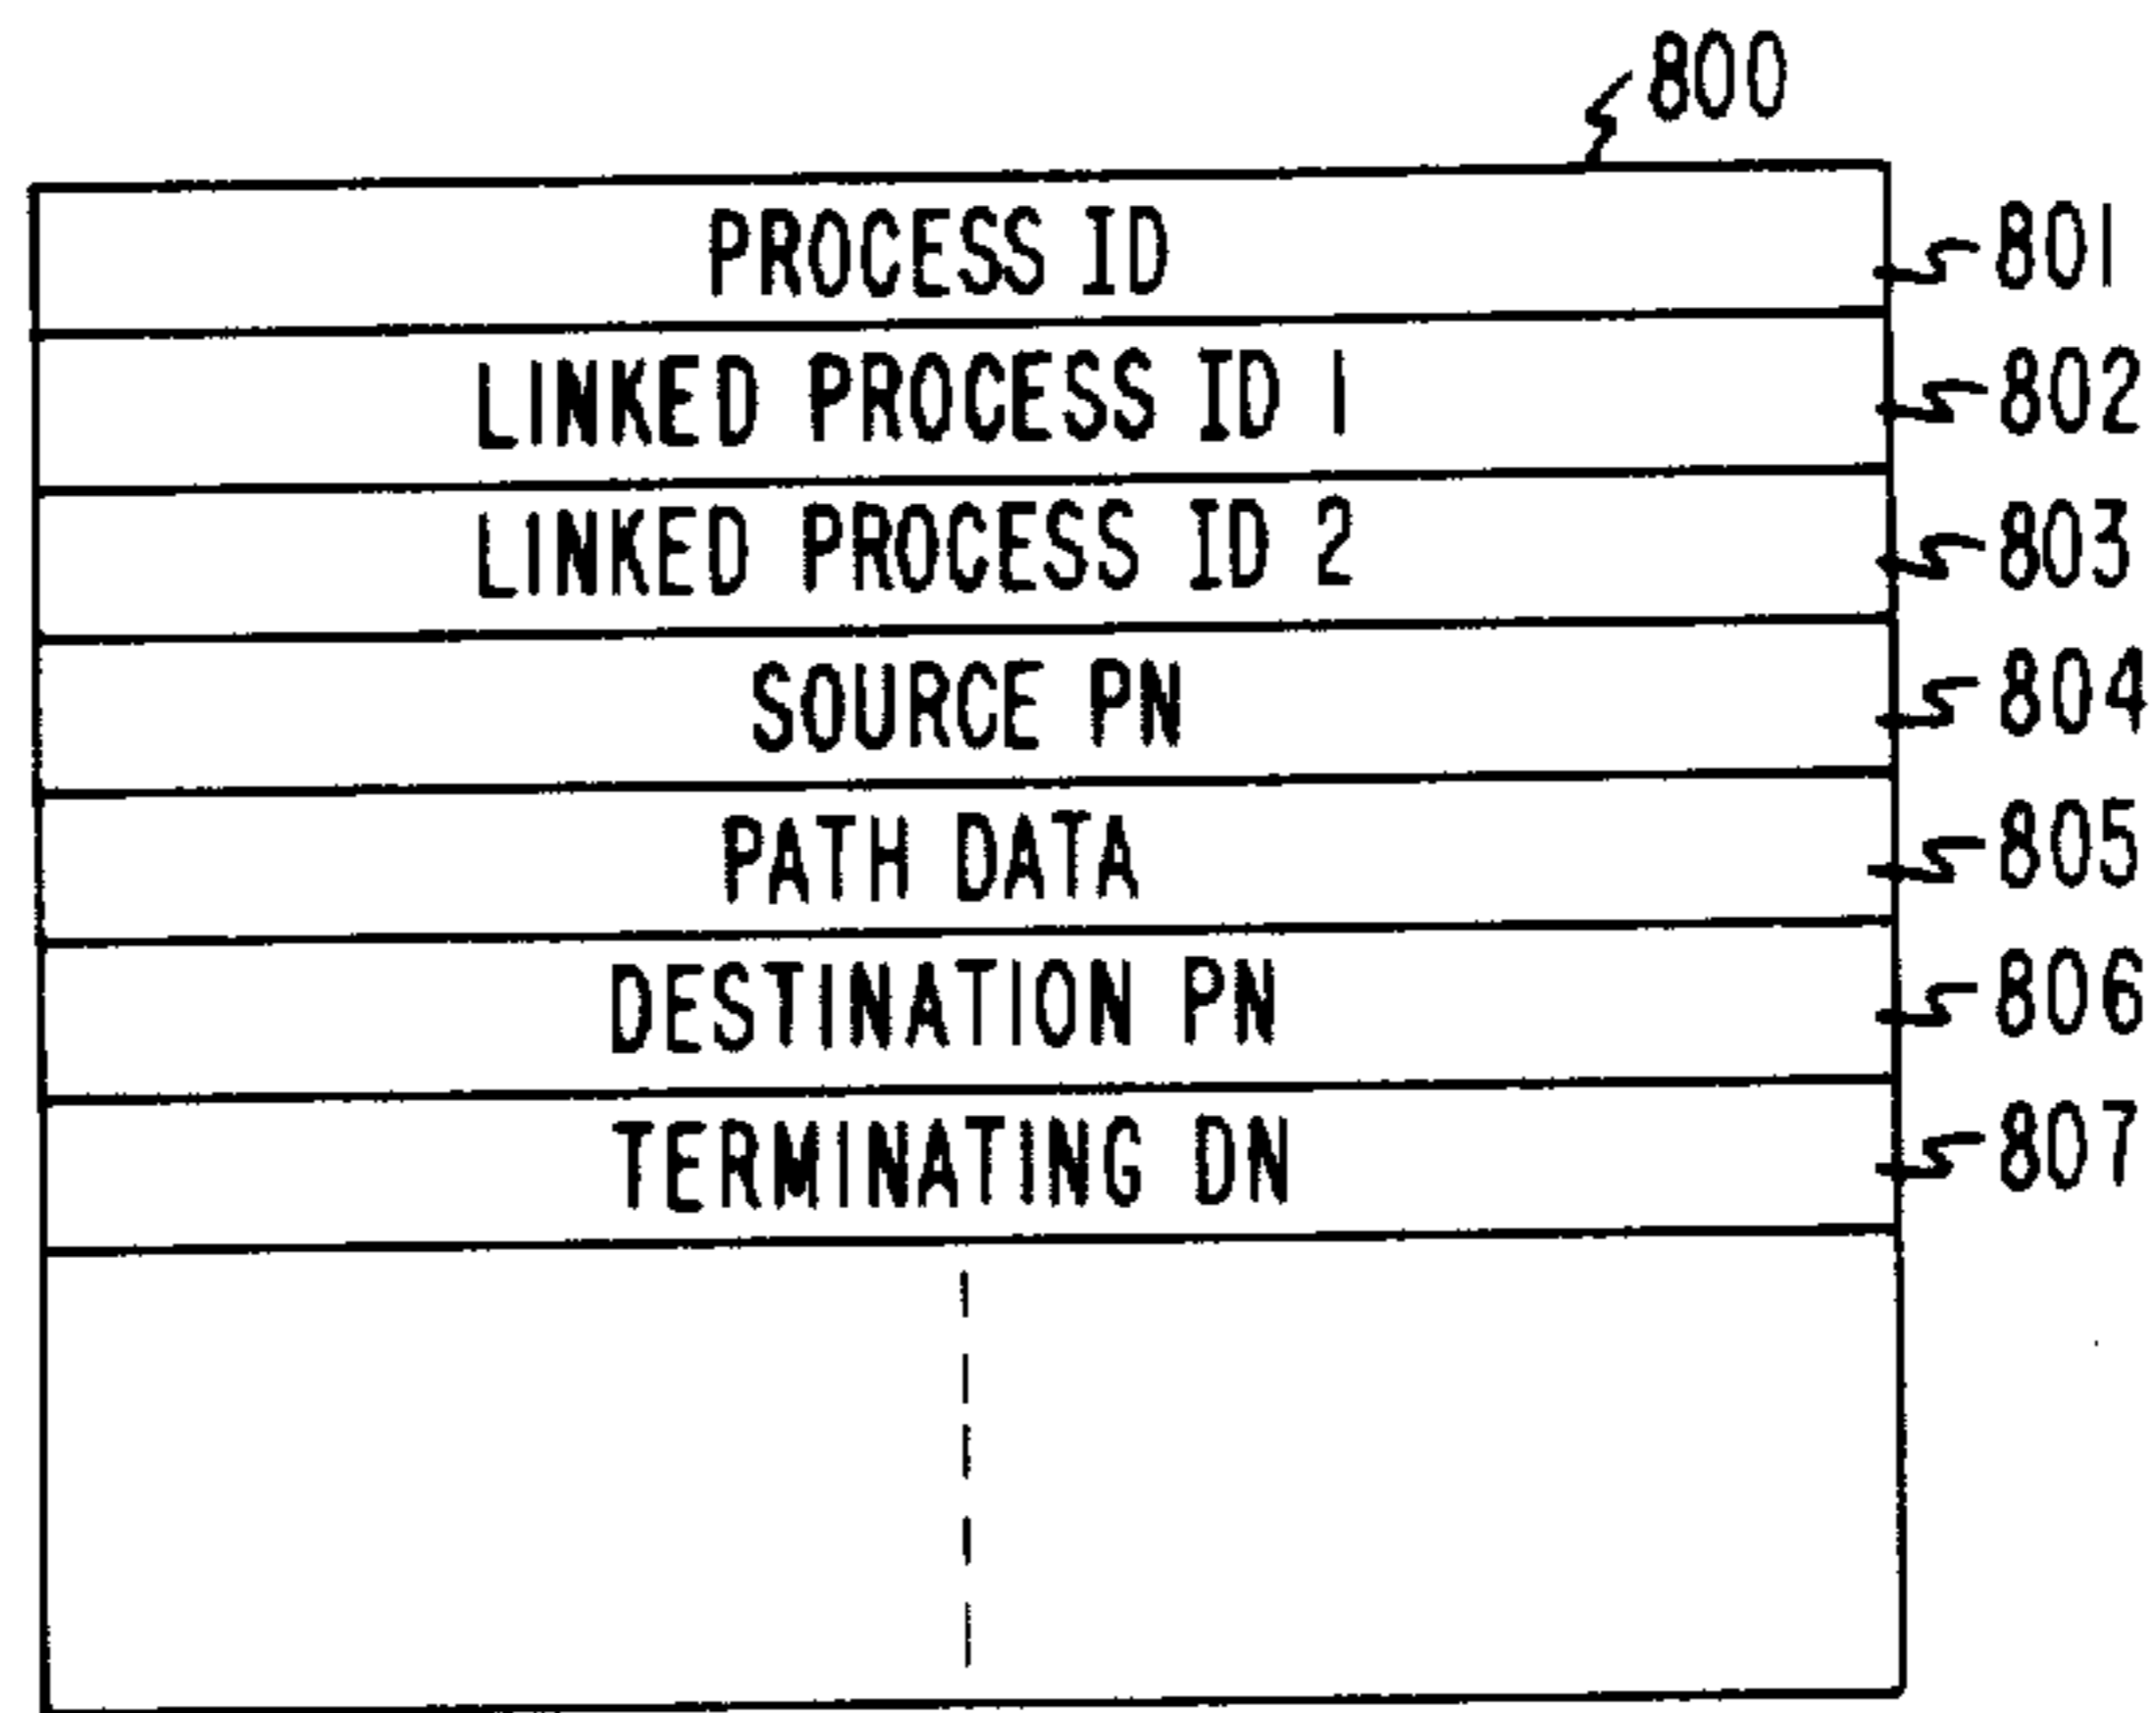 800
PROCESS ID 801
LINKED PROCESS ID 1 802
LINKED PROCESS ID 2 803
SOURCE PN 804
PATH DATA 805
DESTINATION PN 806
TERMINATING DN 807